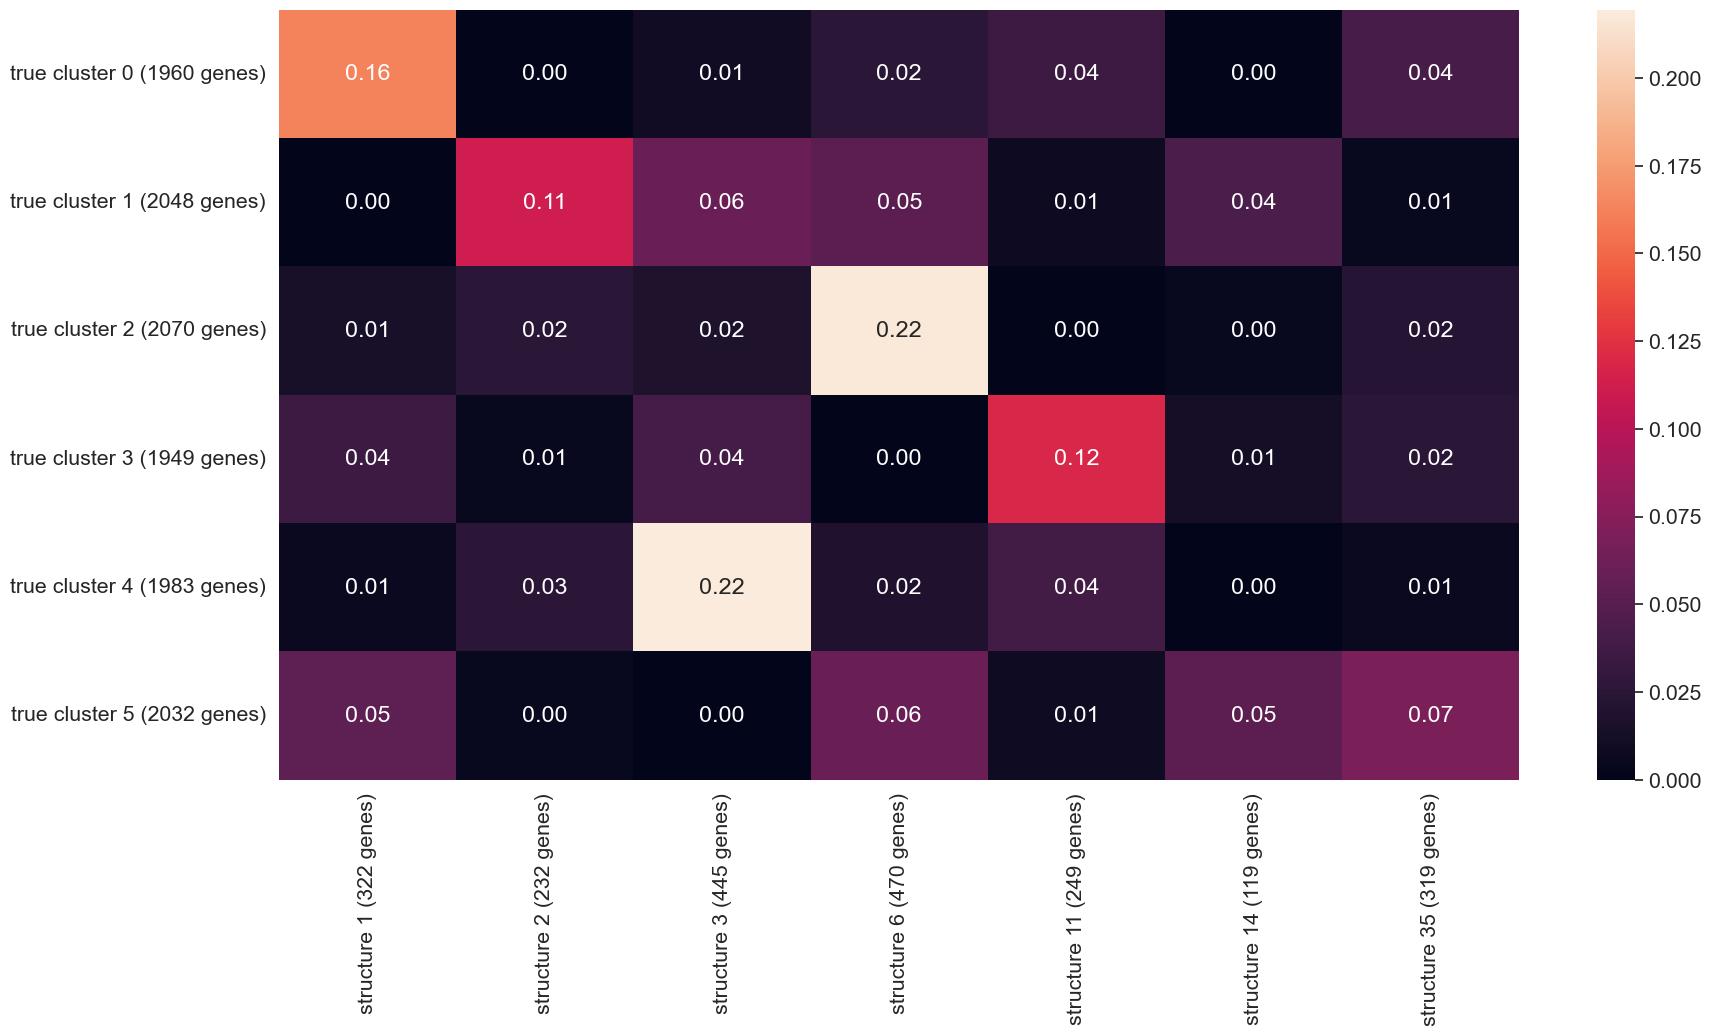 true cluster 0 (1960 genes) 0.16 0.00 0.01 0.02 0.04 0.00 0.04
true cluster 1 (2048 genes) 0.00 0.11 0.06 0.05 0.01 0.04 0.01
true cluster 2 (2070 genes) 0.01 0.02 0.02 0.22 0.00 0.00 0.02
true cluster 3 (1949 genes) 0.04 0.01 0.04 0.00 0.12 0.01 0.02
true cluster 4 (1983 genes) 0.01 0.03 0.22 0.02 0.04 0.00 0.01
true cluster 5 (2032 genes) 0.05 0.00 0.00 0.06 0.01 0.05 0.07
structure 1 (322 genes)
structure 2 (232 genes)
structure 3 (445 genes)
structure 6 (470 genes)
structure 11 (249 genes)
structure 14 (119 genes)
structure 35 (319 genes)
0.200
0.175
0.150
0.125
0.100
0.075
0.050
0.025
0.000